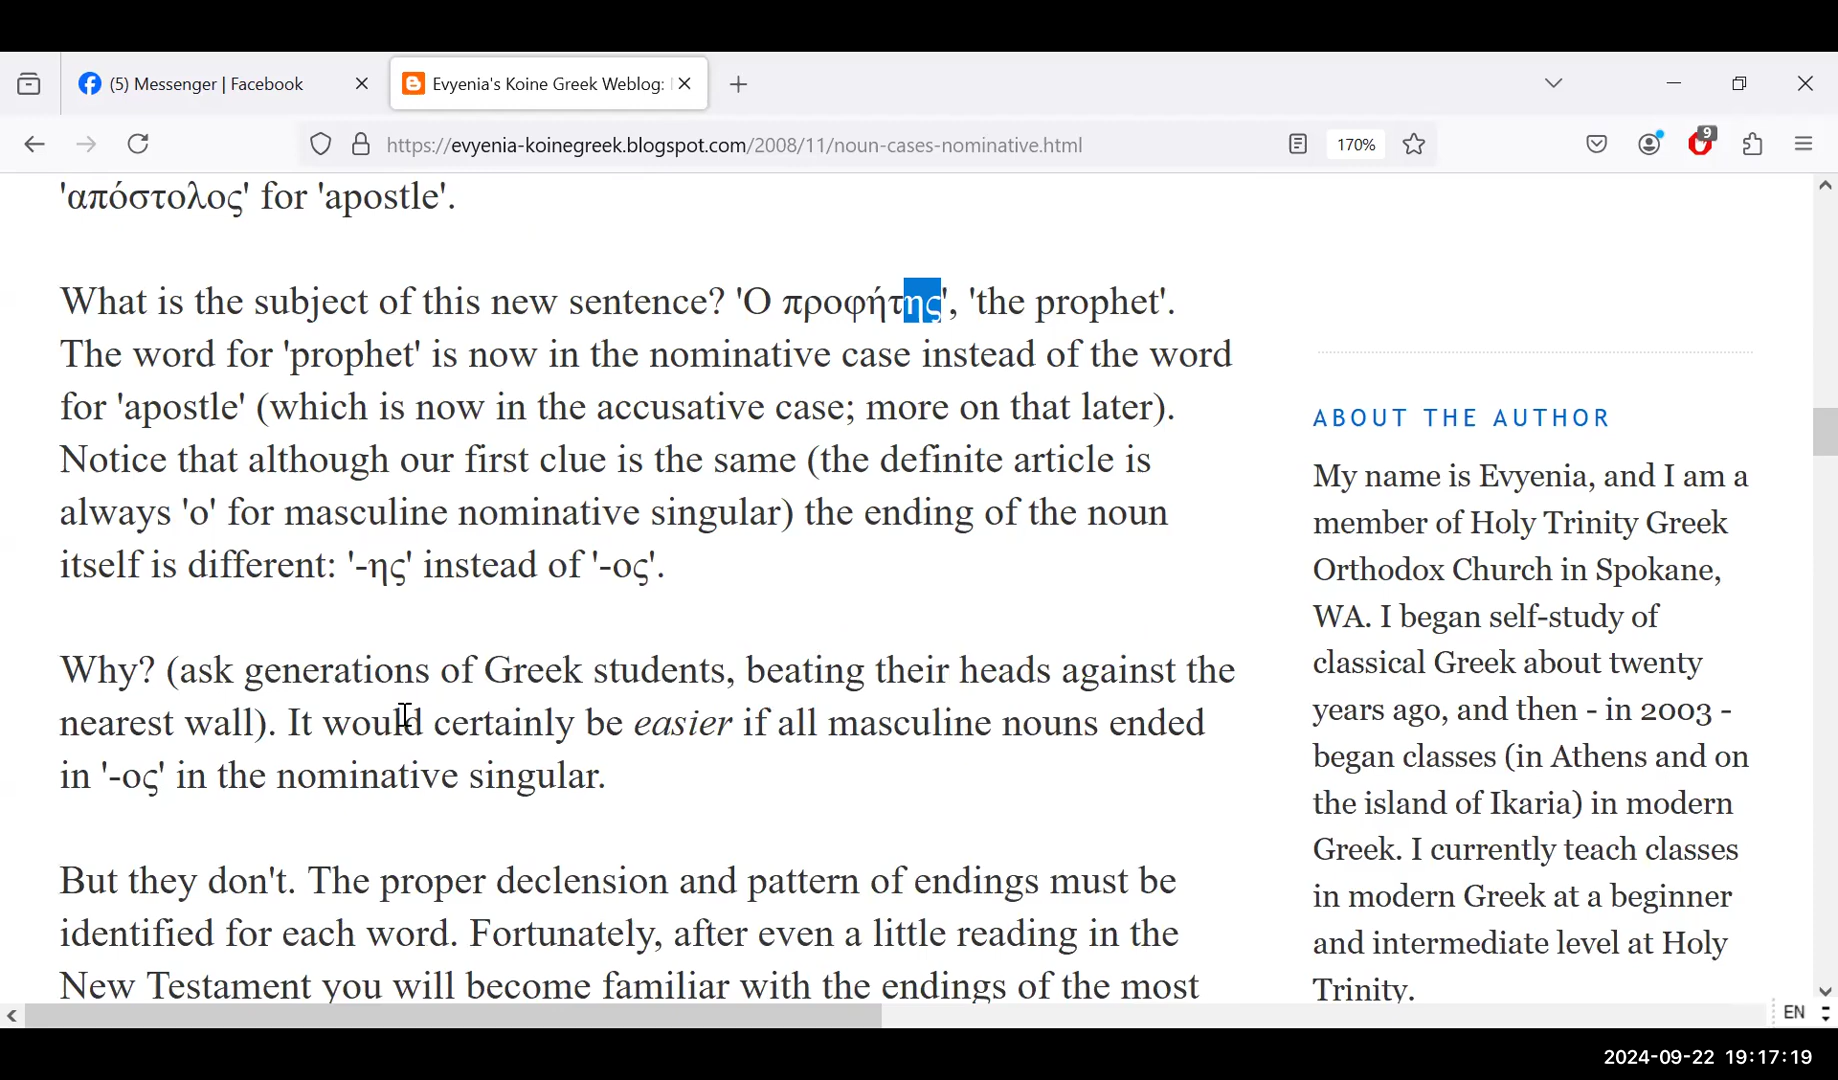 (5) Messenger | Facebook
Evyenia's Koine Greek Weblog:
https://evyenia-koinegreek.blogspot.com/2008/11/noun-cases-nominative.html
170%
9
'απόστολος' for 'apostle'.
What is the subject of this new sentence? 'Ο προφήτης', 'the prophet'.
The word for 'prophet' is now in the nominative case instead of the word
for 'apostle' (which is now in the accusative case; more on that later).
Notice that although our first clue is the same (the definite article is
always 'ο' for masculine nominative singular) the ending of the noun
itself is different: '-ης' instead of '-ος'.
Why? (ask generations of Greek students, beating their heads against the
nearest wall). It would certainly be easier if all masculine nouns ended
in '-ος' in the nominative singular.
But they don't. The proper declension and pattern of endings must be
identified for each word. Fortunately, after even a little reading in the
New Testament you will become familiar with the endings of the most
ABOUT THE AUTHOR
My name is Evyenia, and I am a
member of Holy Trinity Greek
Orthodox Church in Spokane,
WA. I began self-study of
classical Greek about twenty
years ago, and then - in 2003 -
began classes (in Athens and on
the island of Ikaria) in modern
Greek. I currently teach classes
in modern Greek at a beginner
and intermediate level at Holy
Trinity.
EN
2024-09-22 19:17:19